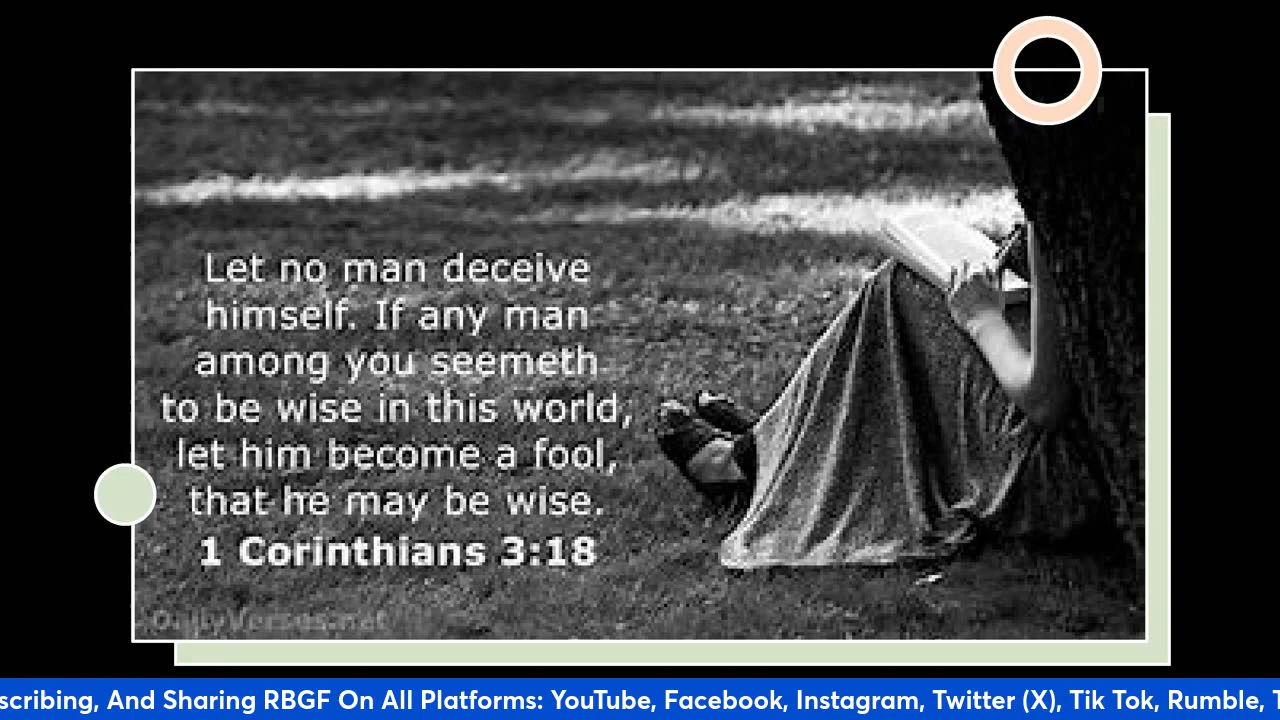 Let no man deceive
himself. If any man
among you seemeth
to be wise in this world,
let him become a fool,
that he may be wise.
1 Corinthians 3:18
DailyVerses.net
scribing, And Sharing RBGF On All Platforms: YouTube, Facebook, Instagram, Twitter (X), Tik Tok, Rumble, T